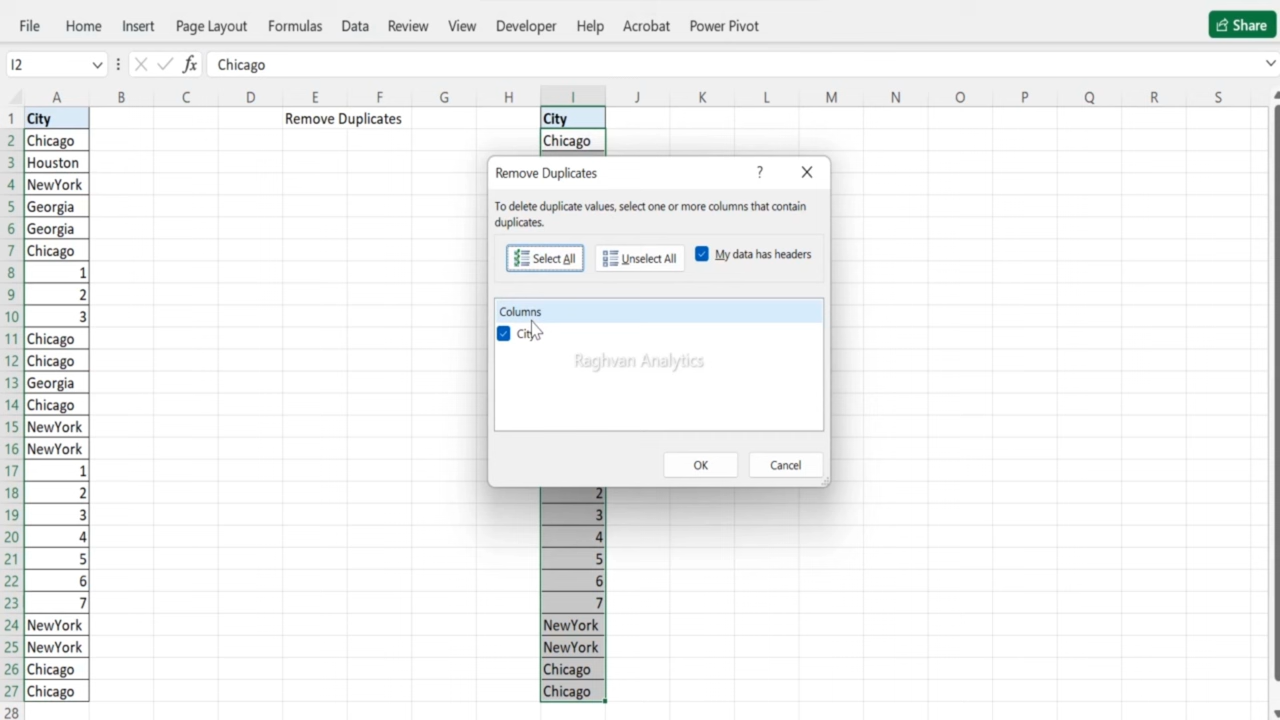 File Home Insert Page Layout Formulas Data Review View Developer Help Acrobat Power Pivot Share
I2 fx Chicago
A B C D E F G H I J K L M N O P Q R S
1 City Remove Duplicates City
2 Chicago Chicago
3 Houston
4 NewYork
5 Georgia
6 Georgia
7 Chicago
8 1
9 2
10 3
11 Chicago
12 Chicago
13 Georgia
14 Chicago
15 NewYork
16 NewYork
17 1
18 2 2
19 3 3
20 4 4
21 5 5
22 6 6
23 7 7
24 NewYork NewYork
25 NewYork NewYork
26 Chicago Chicago
27 Chicago Chicago
28
Remove Duplicates ?
To delete duplicate values, select one or more columns that contain
duplicates.
Select All Unselect All My data has headers
Columns
City
Raghvan Analytics
OK Cancel